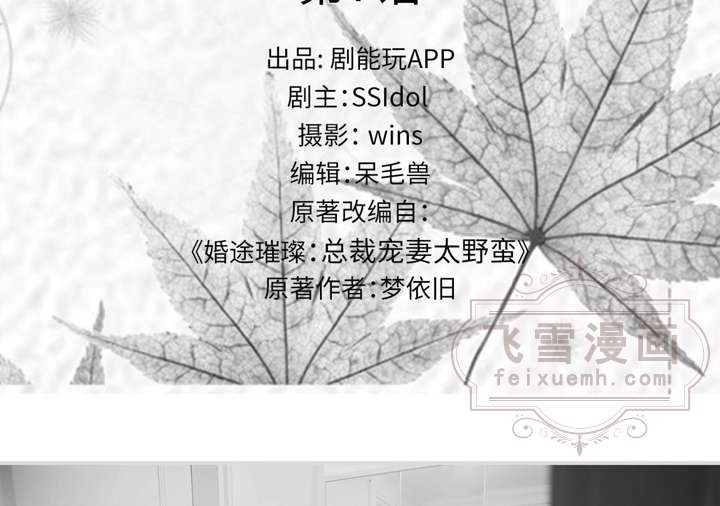 出品: 剧能玩APP
剧主：SSIdol
摄影： wins
编辑：呆毛兽
原著改编自：
《婚途璀璨：总裁宠妻太野蛮》
原著作者：梦依旧
飞雪漫画
feixuemh.com